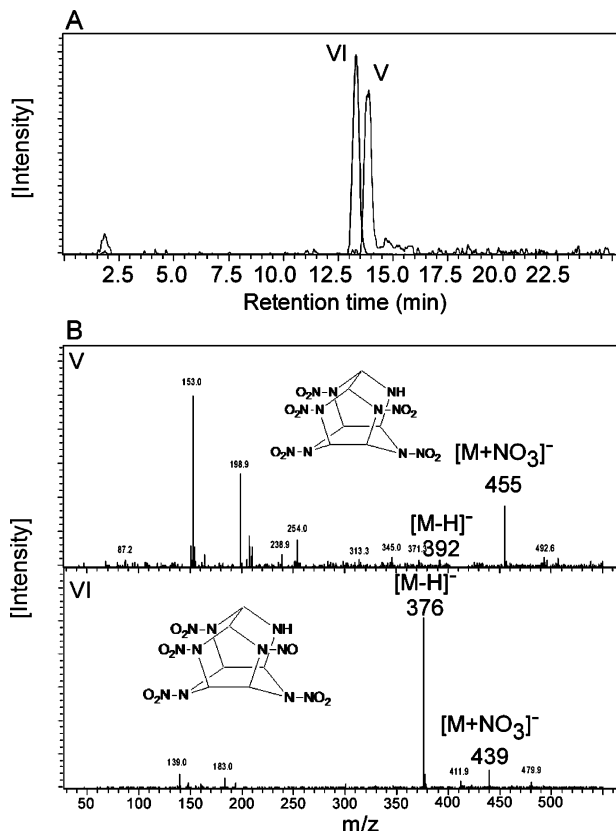 A
[Intensity]
VI
V
2.5 5.0 7.5 10.0 12.5 15.0 17.5 20.0 22.5
Retention time (min)
B
[Intensity]
V
153.0
O₂N–N NH
O₂N–N N–NO₂
O₂N–N N–NO₂
[M+NO₃]⁻
455
198.9
[M-H]⁻
392
87.2
238.9
254.0
313.3
345.0
492.6
VI
[M-H]⁻
376
O₂N–N NH
O₂N–N N–NO
O₂N–N N–NO₂
[M+NO₃]⁻
439
139.0
183.0
411.9
479.9
50 100 150 200 250 300 350 400 450 500
m/z